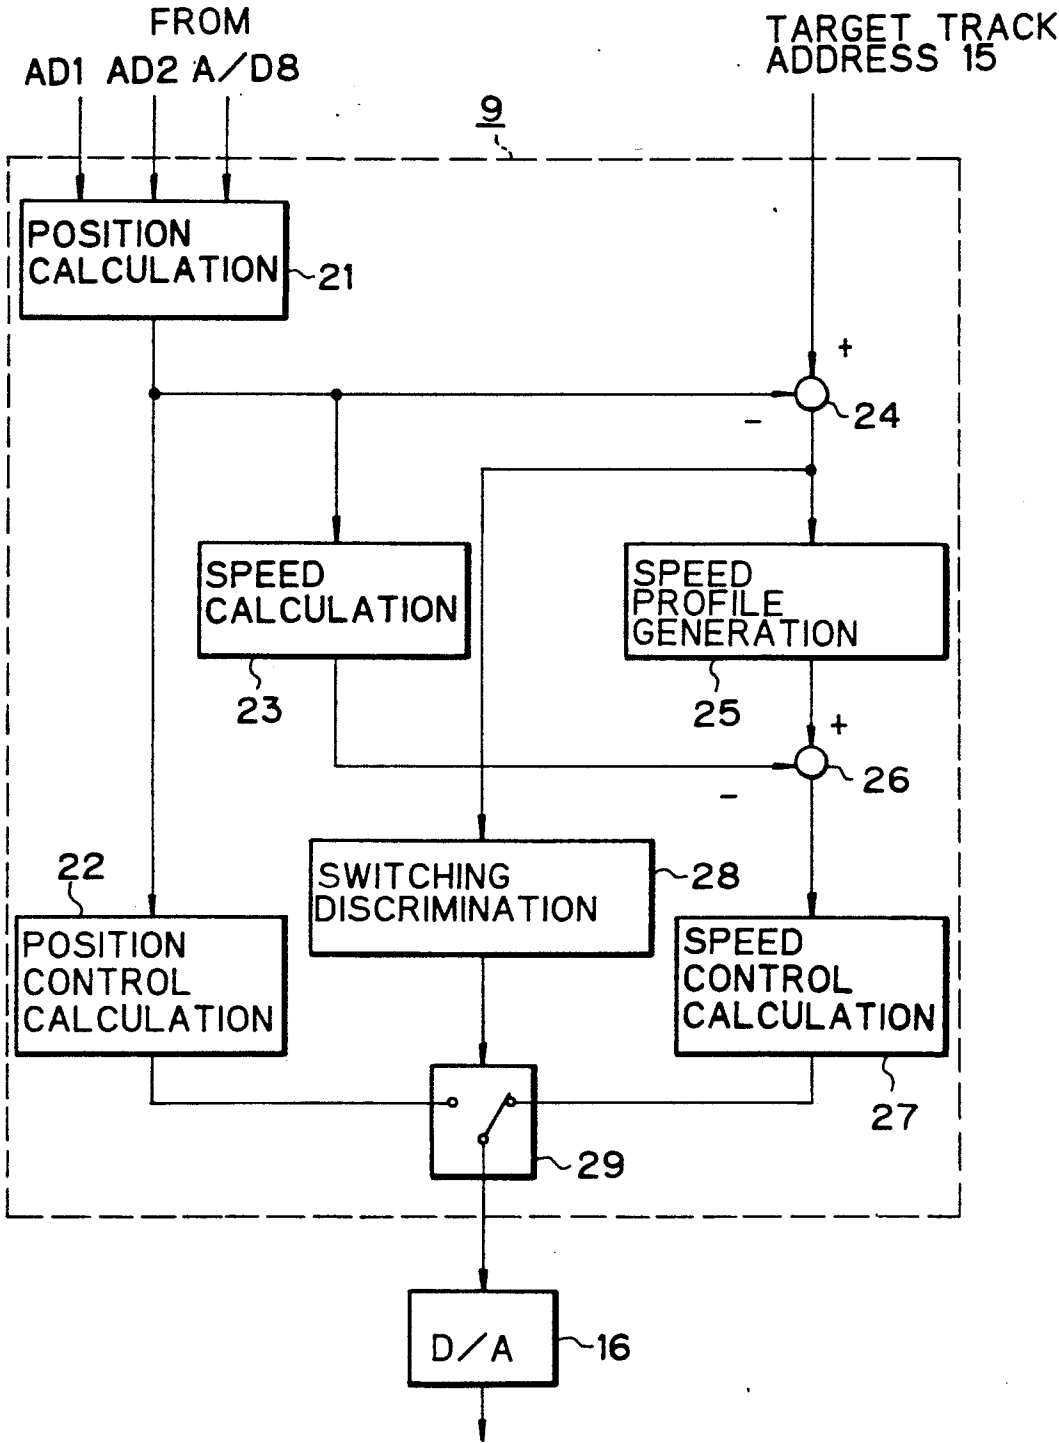 FROM
AD1 AD2 A/D8
TARGET TRACK
ADDRESS 15
9
POSITION
CALCULATION
21
+
24
−
SPEED
CALCULATION
23
SPEED
PROFILE
GENERATION
25
+
26
−
22
POSITION
CONTROL
CALCULATION
SWITCHING
DISCRIMINATION
28
SPEED
CONTROL
CALCULATION
27
29
D/A
16